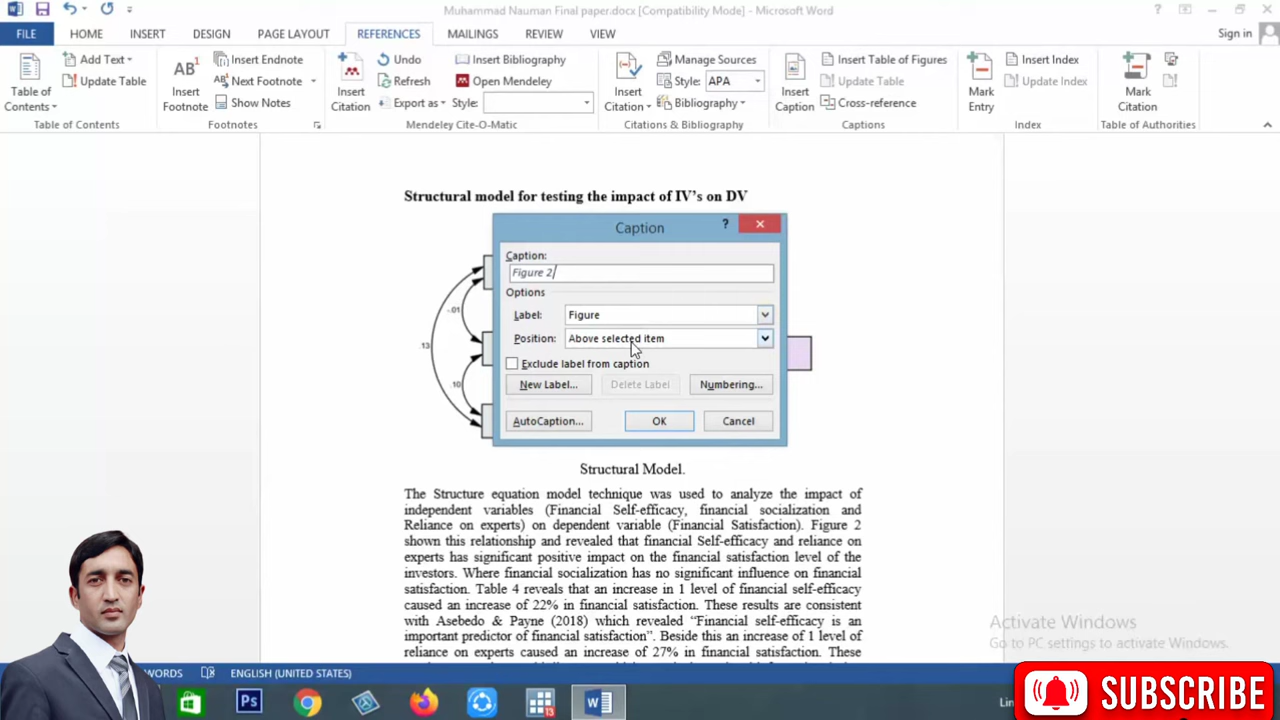 Muhammad Nauman Final paper.docx [Compatibility Mode] - Microsoft Word
?
FILE HOME INSERT DESIGN PAGE LAYOUT REFERENCES MAILINGS REVIEW VIEW Sign in
Table of Contents
Add Text
Update Table
Table of Contents
AB1
Insert Footnote
Insert Endnote
AB1 Next Footnote
Show Notes
Footnotes
Insert Citation
Undo
Refresh
Export as
Insert Bibliography
Open Mendeley
Style:
Mendeley Cite-O-Matic
Insert Citation
Manage Sources
Style: APA
Bibliography
Citations & Bibliography
Insert Caption
Insert Table of Figures
Update Table
Cross-reference
Captions
Mark Entry
Insert Index
Update Index
Index
Mark Citation
Table of Authorities
Structural model for testing the impact of IV's on DV
Caption
?
Caption:
Figure 2
Options
Label: Figure
Position: Above selected item
Exclude label from caption
New Label... Delete Label Numbering...
AutoCaption... OK Cancel
-.01
13
.10
Structural Model.
The Structure equation model technique was used to analyze the impact of
independent variables (Financial Self-efficacy, financial socialization and
Reliance on experts) on dependent variable (Financial Satisfaction). Figure 2
shown this relationship and revealed that financial Self-efficacy and reliance on
experts has significant positive impact on the financial satisfaction level of the
investors. Where financial socialization has no significant influence on financial
satisfaction. Table 4 reveals that an increase in 1 level of financial self-efficacy
caused an increase of 22% in financial satisfaction. These results are consistent
with Asebedo & Payne (2018) which revealed “Financial self-efficacy is an
important predictor of financial satisfaction”. Beside this an increase of 1 level of
reliance on experts caused an increase of 27% in financial satisfaction. These
Activate Windows
Go to PC settings to activate Windows.
WORDS ENGLISH (UNITED STATES)
Ps
13
W
SUBSCRIBE